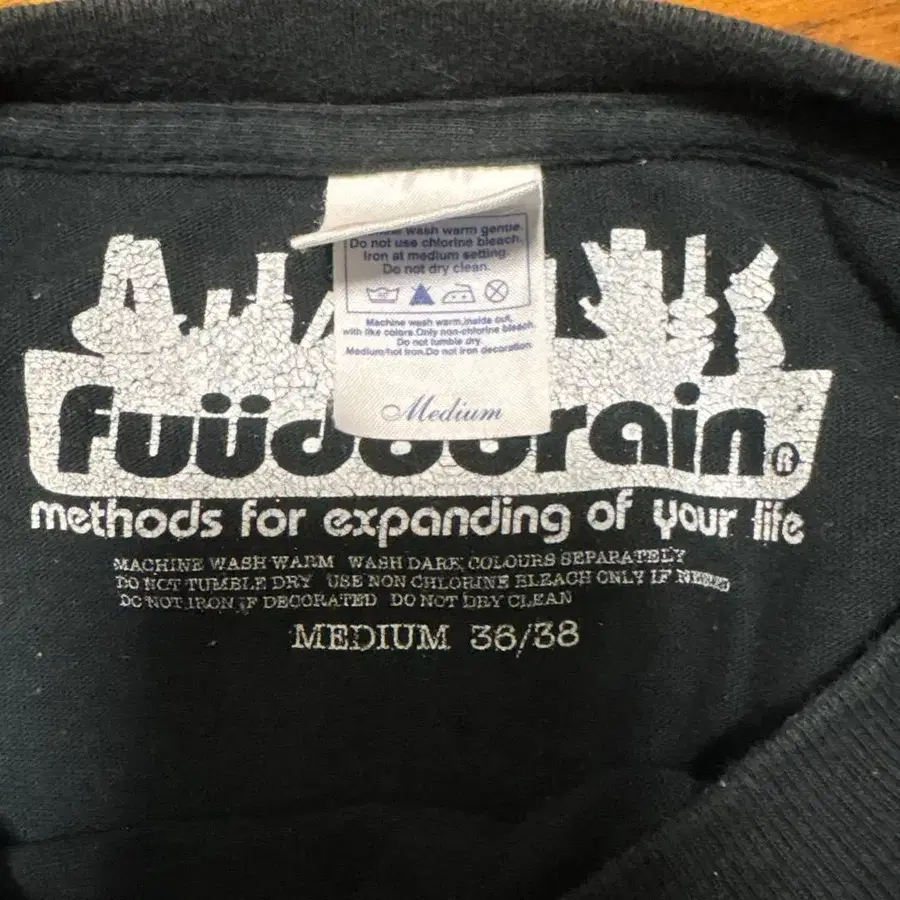 wash warm gentle.
Do not use chlorine bleach.
Iron at medium setting.
Do not dry clean.
Machine wash warm,inside out,
with like colors.Only non-chlorine bleach.
Do not tumble dry.
Medium/hot iron.Do not iron decoration
Medium
®
methods for expanding of your life
MACHINE WASH WARM WASH DARK COLOURS SEPARATELY
DO NOT TUMBLE DRY USE NON CHLORINE BLEACH ONLY IF NEEDED
DO NOT IRON IF DECORATED DO NOT DRY CLEAN
MEDIUM 36/38